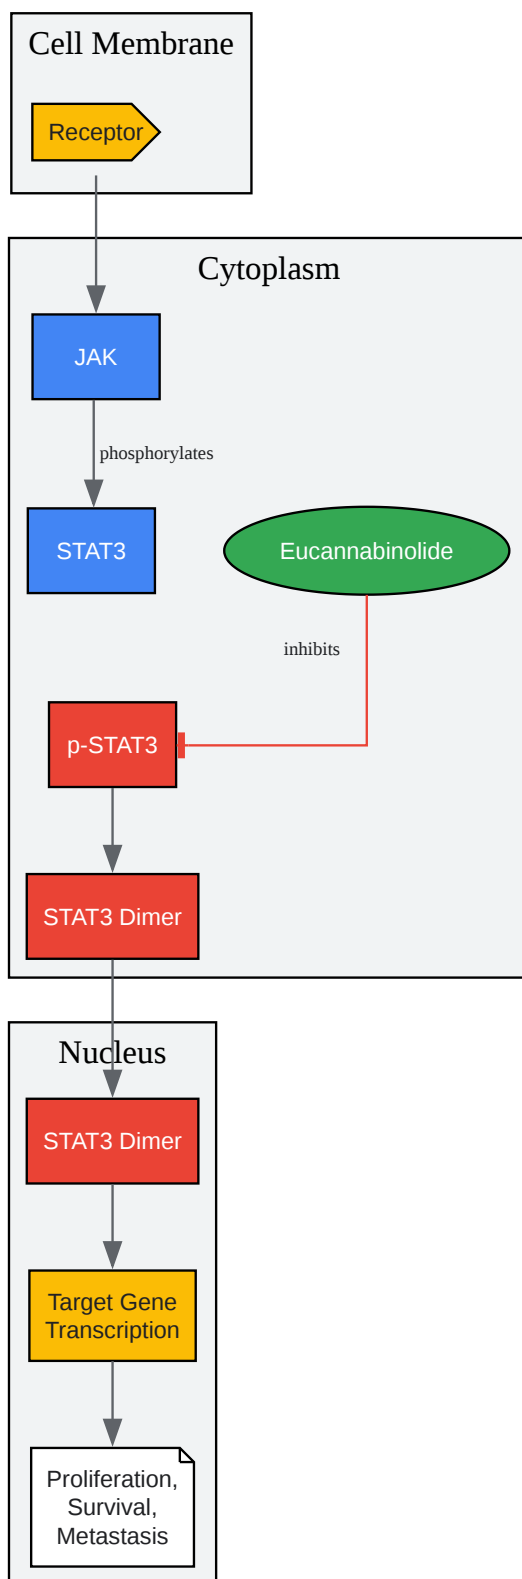 Cell Membrane
Receptor
Cytoplasm
JAK
phosphorylates
STAT3
Eucannabinolide
inhibits
p-STAT3
STAT3 Dimer
Nucleus
STAT3 Dimer
Target Gene
Transcription
Proliferation,
Survival,
Metastasis